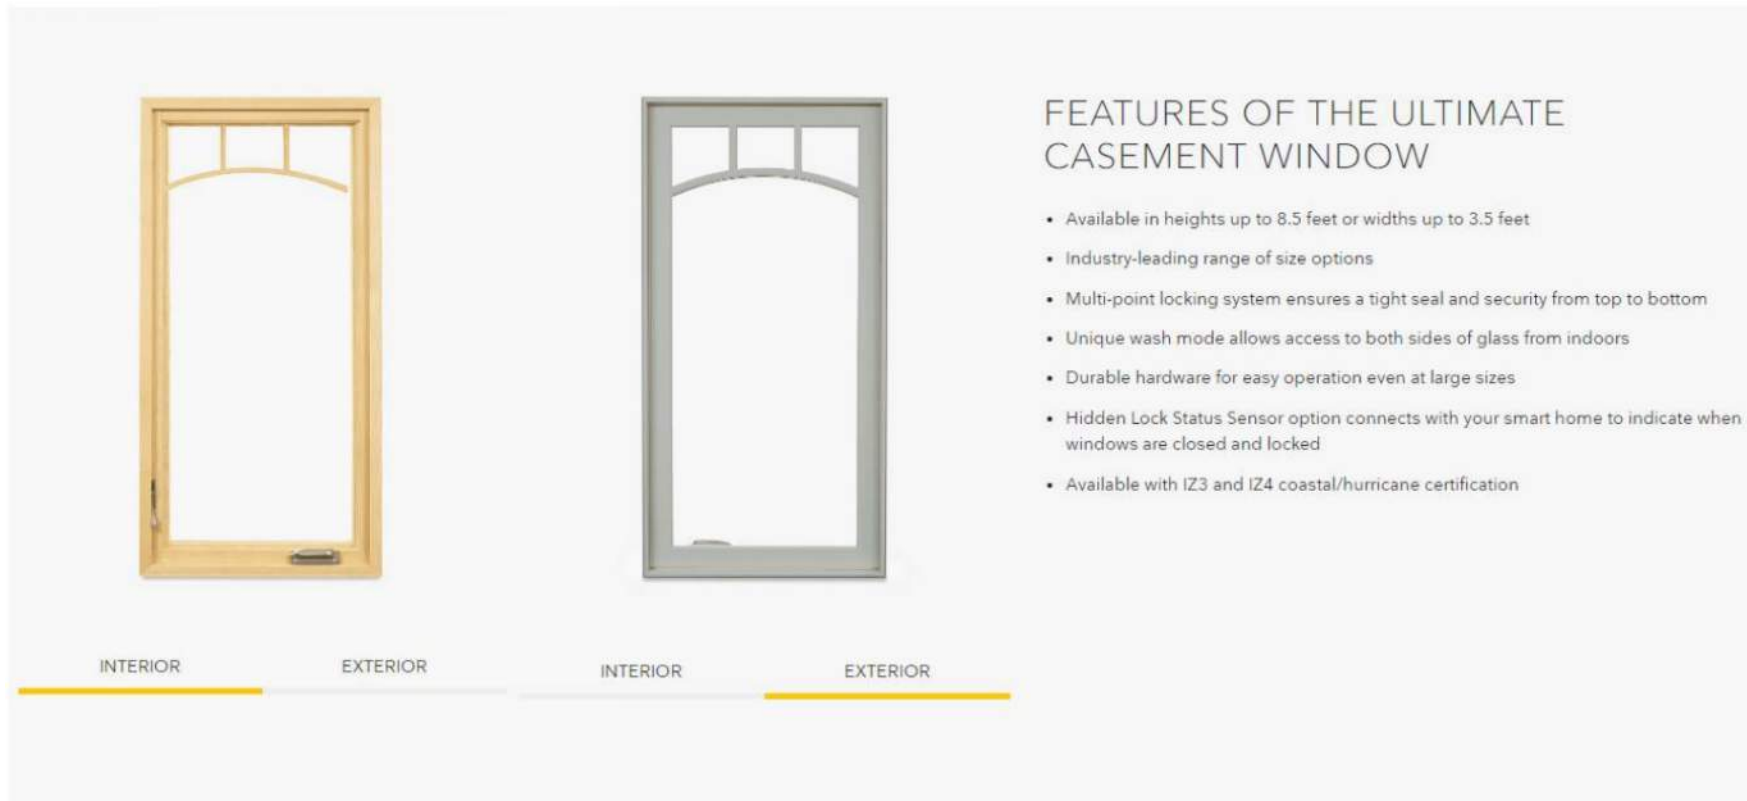 FEATURES OF THE ULTIMATE
CASEMENT WINDOW
• Available in heights up to 8.5 feet or widths up to 3.5 feet
• Industry-leading range of size options
• Multi-point locking system ensures a tight seal and security from top to bottom
• Unique wash mode allows access to both sides of glass from indoors
• Durable hardware for easy operation even at large sizes
• Hidden Lock Status Sensor option connects with your smart home to indicate when
windows are closed and locked
• Available with IZ3 and IZ4 coastal/hurricane certification
INTERIOR EXTERIOR
INTERIOR EXTERIOR